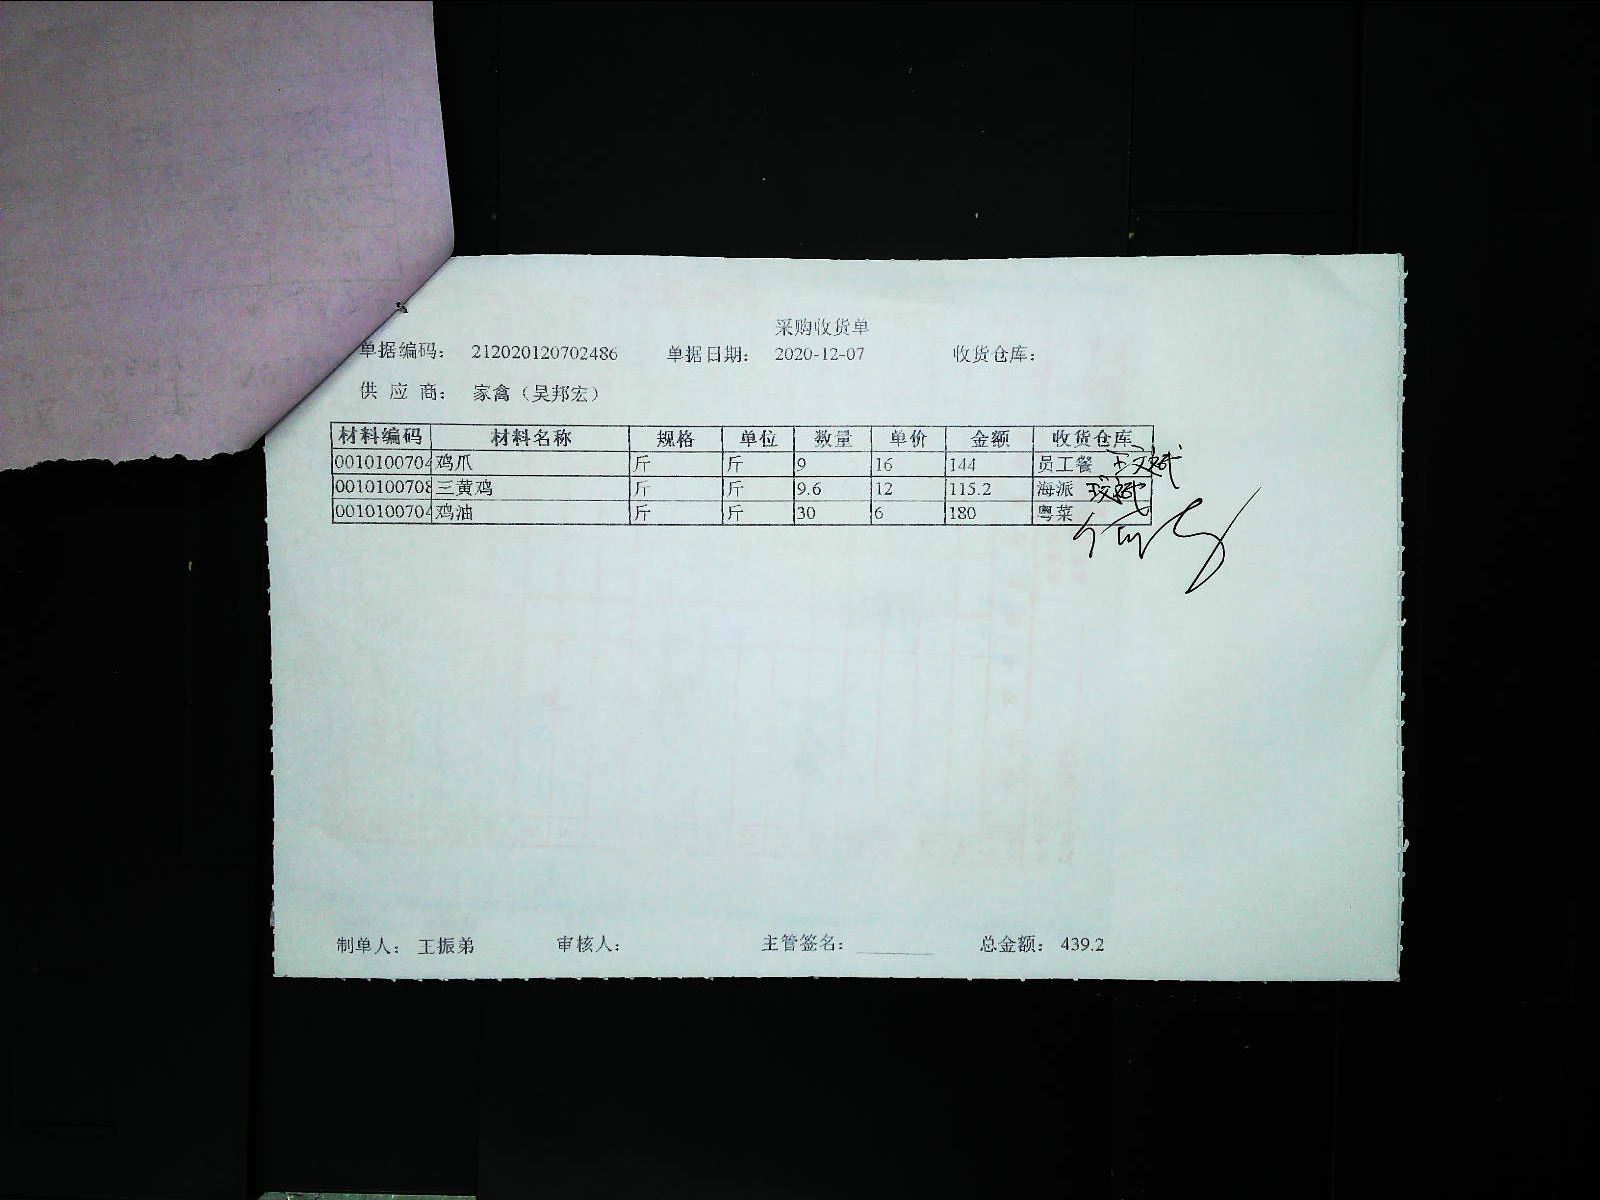 采购收货单
单据编码: 212020120702486 单据日期: 2020-12-07 收货仓库:
供 应 商: 家禽（吴邦宏）
材料编码 材料名称 规格 单位 数量 单价 金额 收货仓库
0010100704 鸡爪 斤 斤 9 16 144 员工餐
0010100708 三黄鸡 斤 斤 9.6 12 115.2 海派
0010100704 鸡油 斤 斤 30 6 180 粤菜
制单人: 王振弟 审核人: 主管签名: 总金额: 439.2